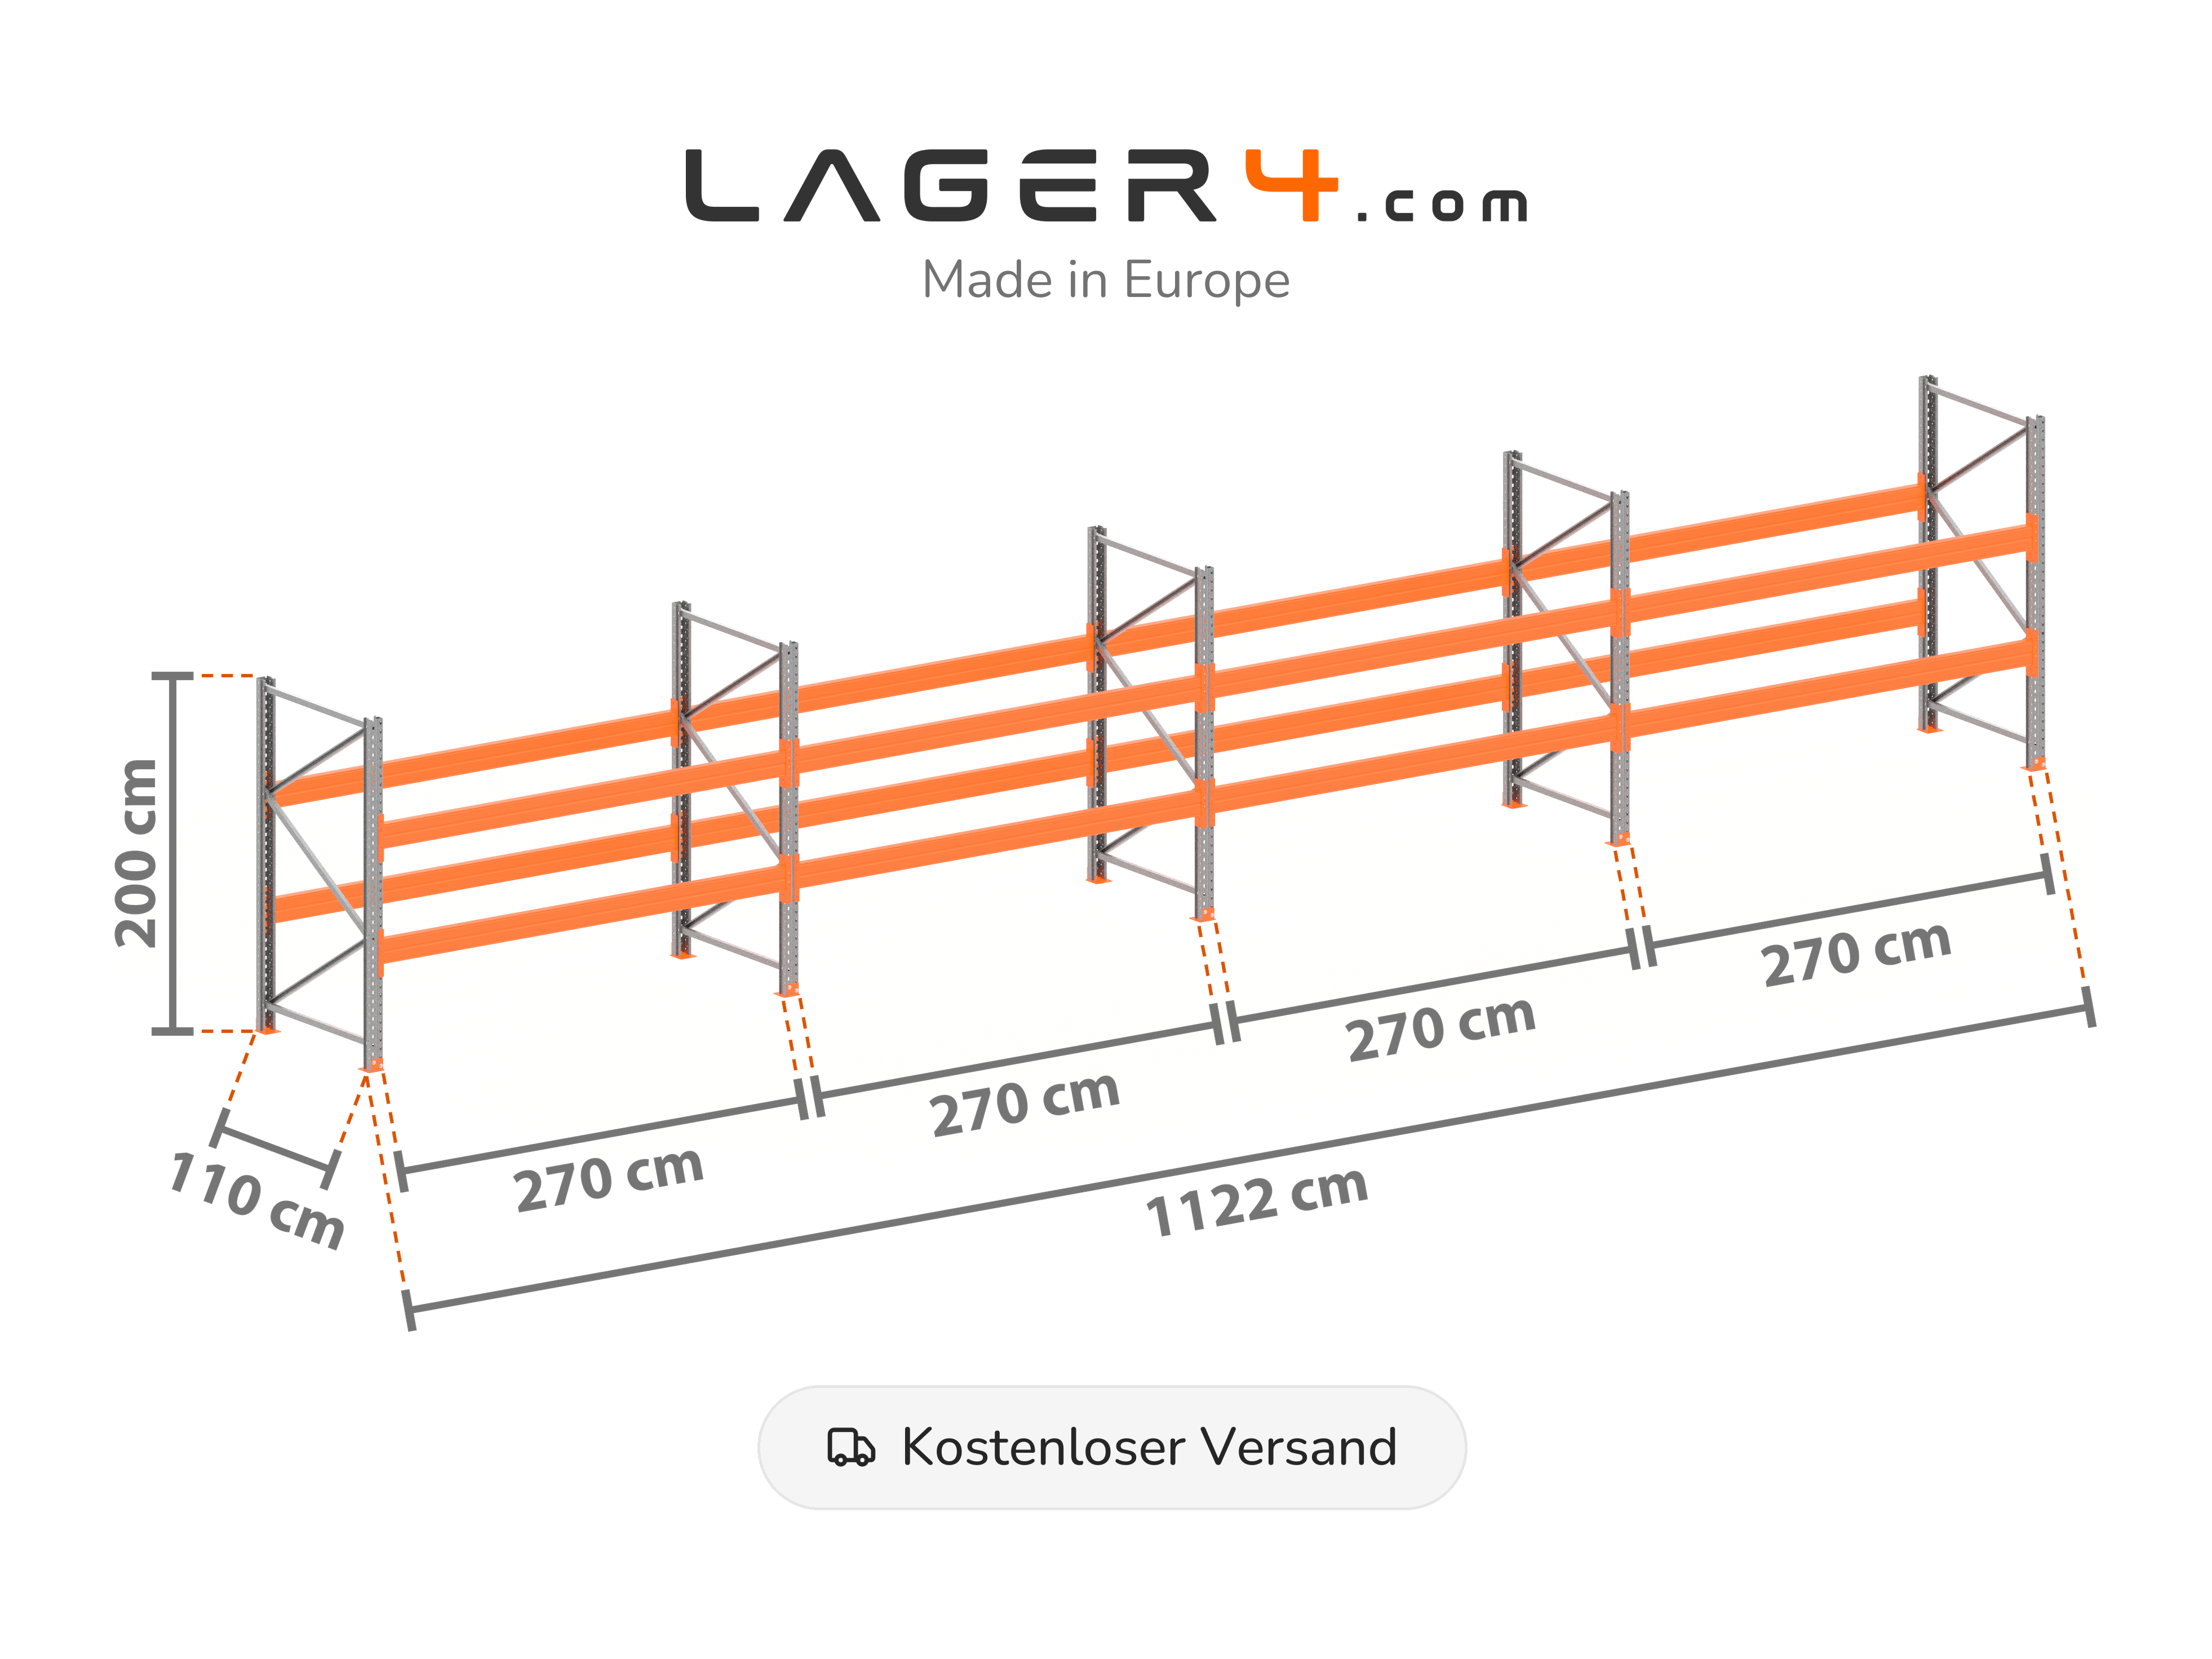 LAGER4.com
Made in Europe
200 cm
110 cm
270 cm
270 cm
270 cm
270 cm
1122 cm
Kostenloser Versand